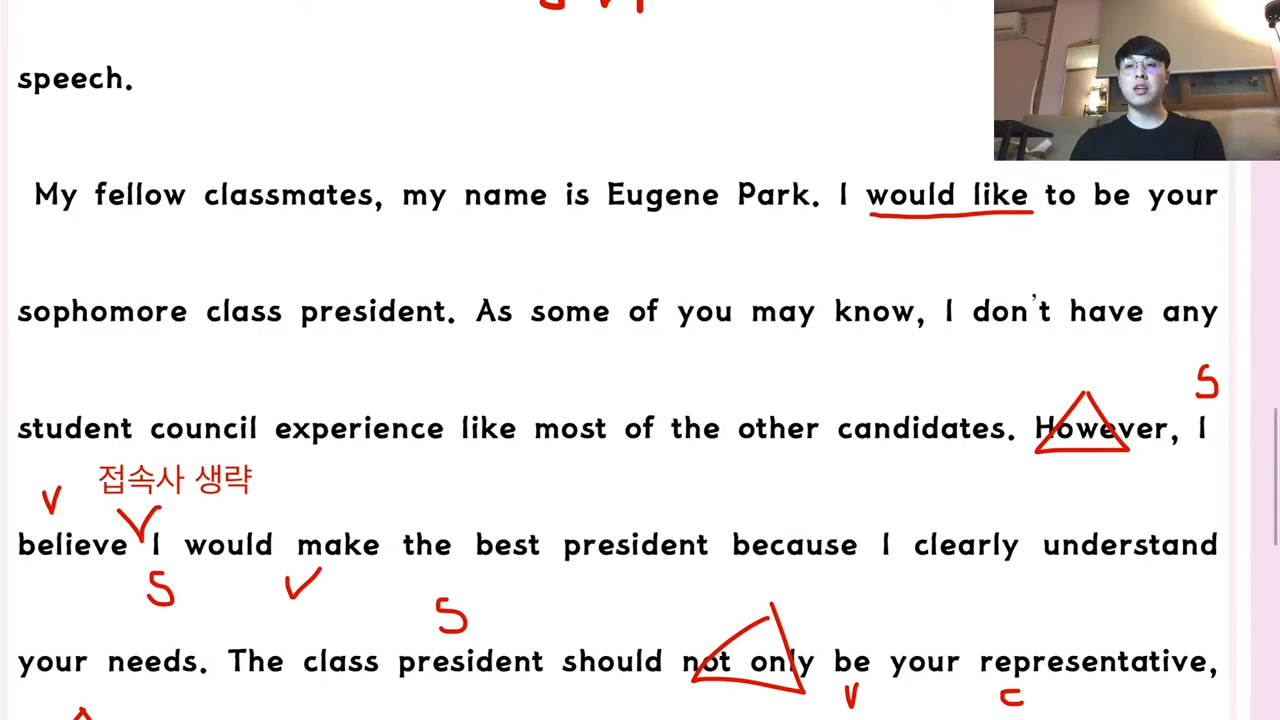 speech.
My fellow classmates, my name is Eugene Park. I would like to be your
sophomore class president. As some of you may know, I don't have any
S
student council experience like most of the other candidates. However, I
V 접속사 생략
believe V I would make the best president because I clearly understand
S V
S
your needs. The class president should not only be your representative,
V C